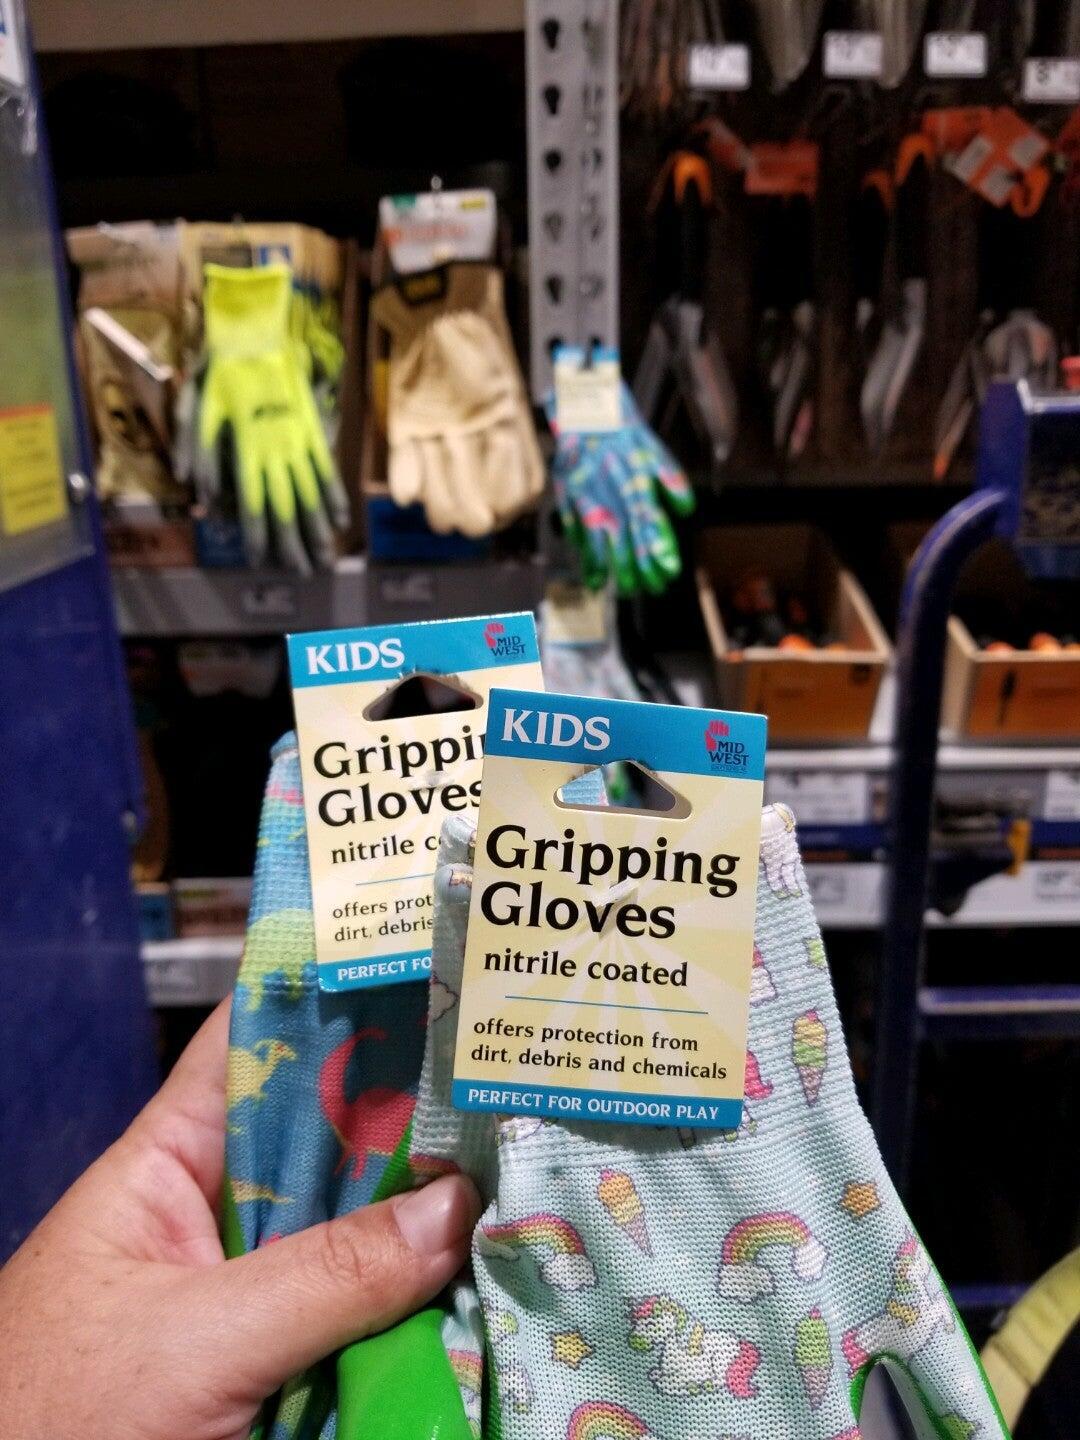 KIDS
MID
WEST
Grippi
Gloves
nitrile c
offers prot
dirt, debris
PERFECT FO
KIDS
MID
WEST
Gripping
Gloves
nitrile coated
offers protection from
dirt, debris and chemicals
PERFECT FOR OUTDOOR PLAY